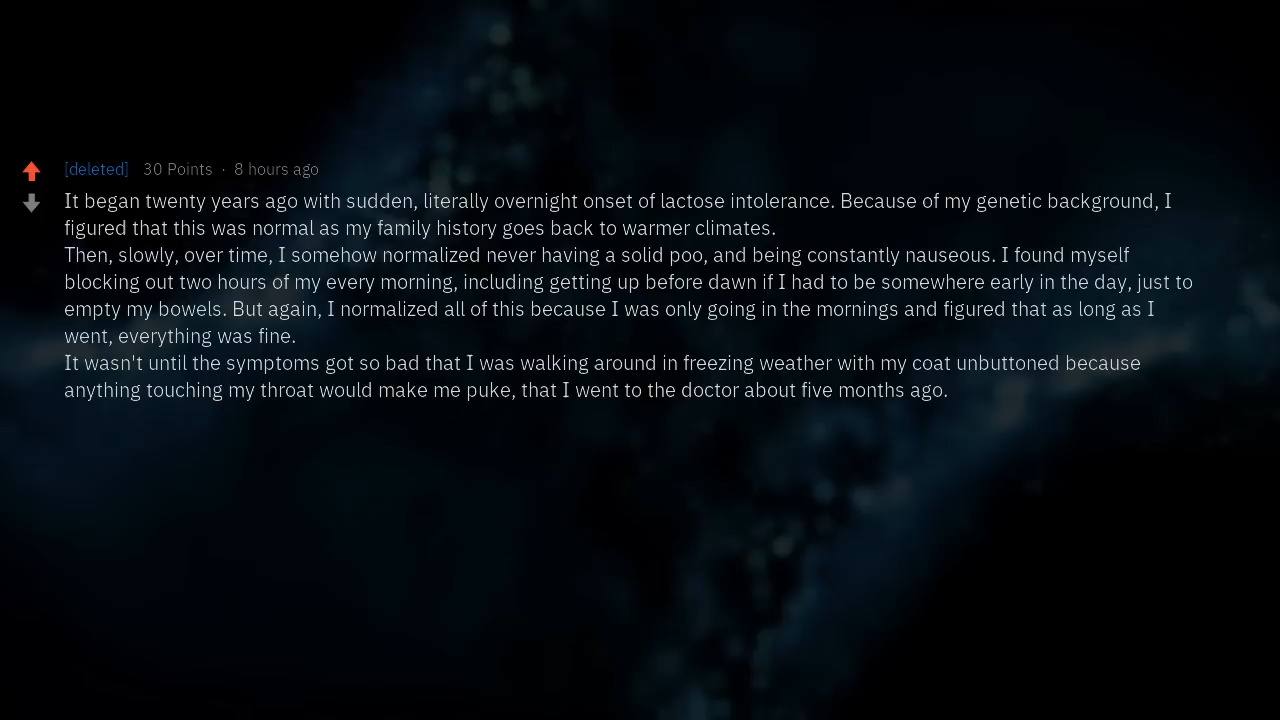 [deleted] 30 Points · 8 hours ago
It began twenty years ago with sudden, literally overnight onset of lactose intolerance. Because of my genetic background, I
figured that this was normal as my family history goes back to warmer climates.
Then, slowly, over time, I somehow normalized never having a solid poo, and being constantly nauseous. I found myself
blocking out two hours of my every morning, including getting up before dawn if I had to be somewhere early in the day, just to
empty my bowels. But again, I normalized all of this because I was only going in the mornings and figured that as long as I
went, everything was fine.
It wasn't until the symptoms got so bad that I was walking around in freezing weather with my coat unbuttoned because
anything touching my throat would make me puke, that I went to the doctor about five months ago.